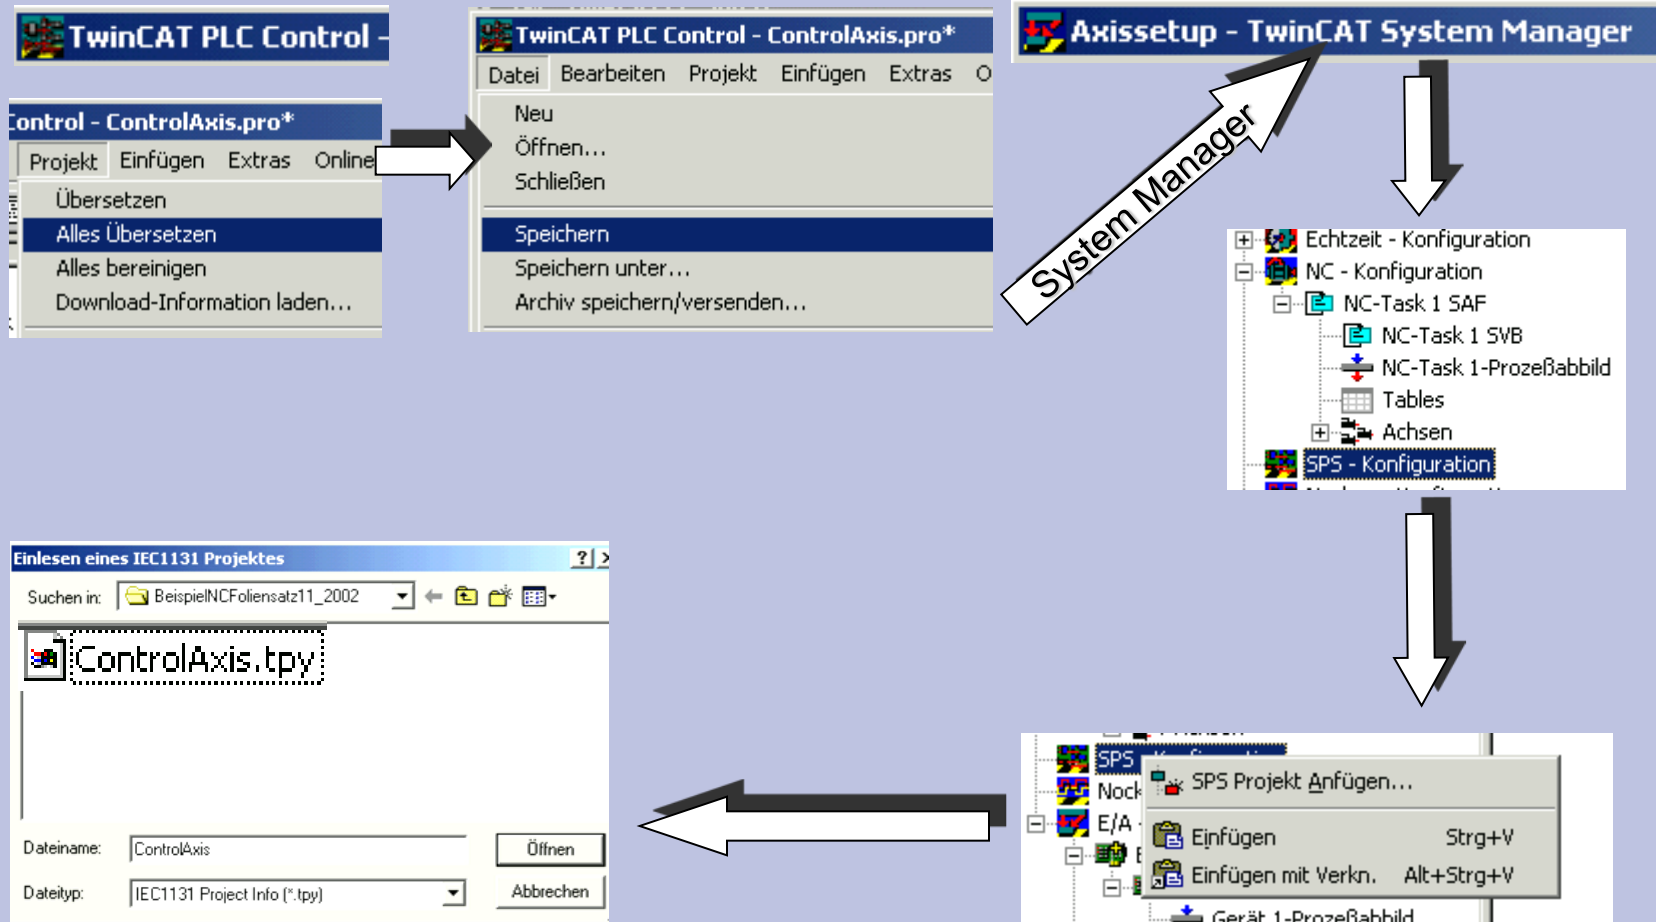 TwinCAT PLC Control -
Control - ControlAxis.pro*
Projekt Einfügen Extras Online
Übersetzen
Alles Übersetzen
Alles bereinigen
Download-Information laden...
TwinCAT PLC Control - ControlAxis.pro*
Datei Bearbeiten Projekt Einfügen Extras O
Neu
Öffnen...
Schließen
Speichern
Speichern unter...
Archiv speichern/versenden...
System Manager
Axissetup - TwinCAT System Manager
Echtzeit - Konfiguration
NC - Konfiguration
NC-Task 1 SAF
NC-Task 1 SVB
NC-Task 1-Prozeßabbild
Tables
Achsen
SPS - Konfiguration
SPS
Nock
E/A -
SPS Projekt Anfügen...
Einfügen Strg+V
Einfügen mit Verkn. Alt+Strg+V
Gerät 1-Prozeßabbild
Einlesen eines IEC1131 Projektes
Suchen in: BeispielNCFoliensatz11_2002
ControlAxis.tpy
Dateiname: ControlAxis Öffnen
Dateityp: IEC1131 Project Info (*.tpy) Abbrechen